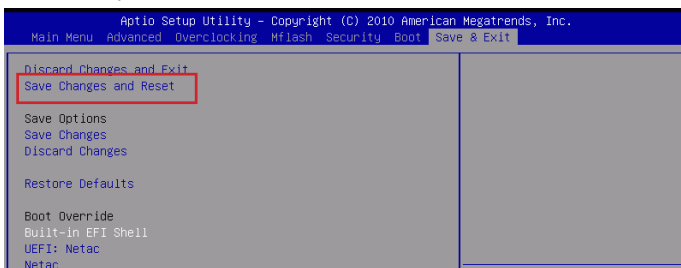 Aptio Setup Utility - Copyright (C) 2010 American Megatrends, Inc.
Main Menu Advanced Overclocking Mflash Security Boot Save & Exit
Discard Changes and Exit
Save Changes and Reset
Save Options
Save Changes
Discard Changes
Restore Defaults
Boot Override
Built-in EFI Shell
UEFI: Netac
Netac